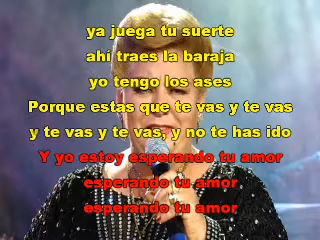 ya juega tu suerte
ahí traes la baraja
yo tengo los ases
Porque estas que te vas y te vas
y te vas y te vas, y no te has ido
Y yo estoy esperando tu amor
esperando tu amor
esperando tu amor